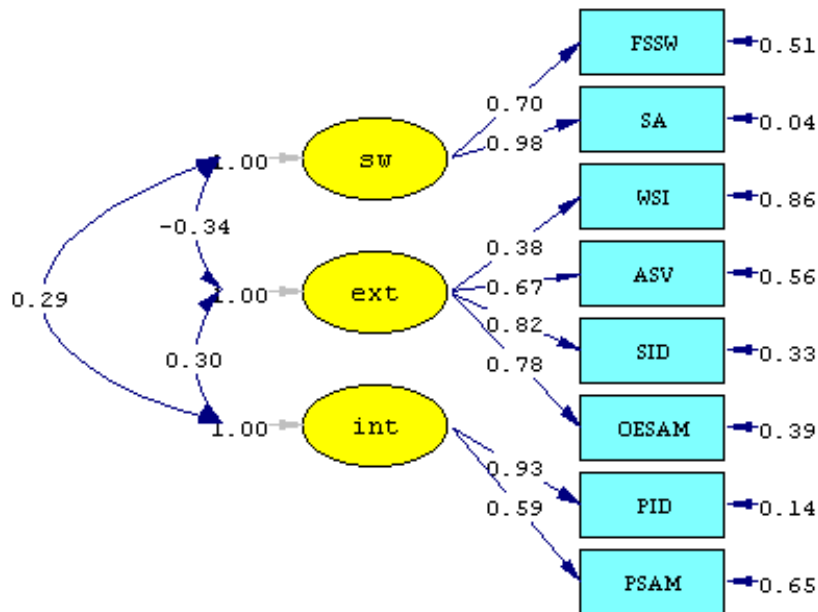 FSSW
0.51
0.70
SA
0.04
0.98
1.00
sw
WSI
0.86
-0.34
0.38
ASV
0.56
0.67
1.00
ext
0.29
0.82
SID
0.33
0.30
0.78
1.00
int
OESAM
0.39
0.93
PID
0.14
0.59
PSAM
0.65